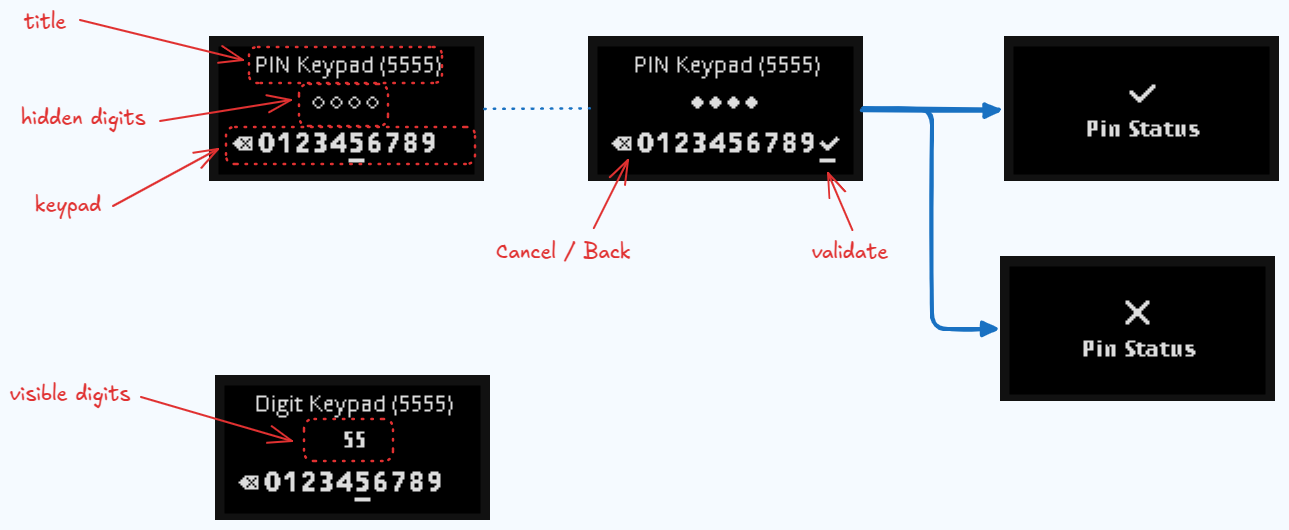 title
PIN Keypad (5555)
hidden digits
0123456789
keypad
PIN Keypad (5555)
0123456789
Cancel / Back
validate
Pin Status
Pin Status
visible digits
Digit Keypad (5555)
55
0123456789